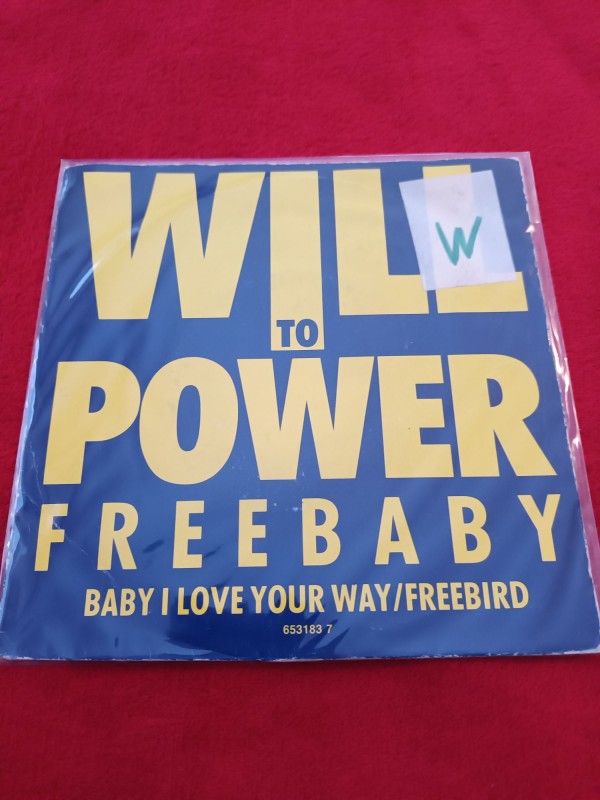 WILL
W
TO
POWER
FREEBABY
BABY I LOVE YOUR WAY/FREEBIRD
653183 7